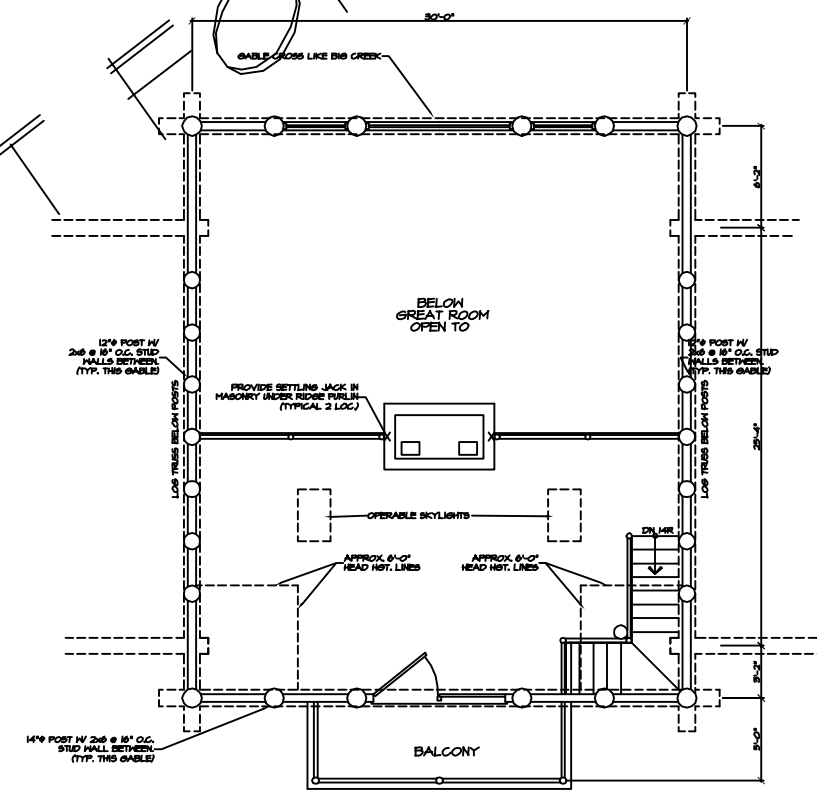 30'-0"
GABLE CROSS LIKE BIG CREEK
6'-2"
BELOW
GREAT ROOM
OPEN TO
12"⌀ POST W/
2x6 @ 16" O.C. STUD
WALLS BETWEEN.
(TYP. THIS GABLE)
12"⌀ POST W/
2x6 @ 16" O.C. STUD
WALLS BETWEEN.
(TYP. THIS GABLE)
PROVIDE SETTLING JACK IN
MASONRY UNDER RIDGE PURLIN
(TYPICAL 2 LOC.)
LOG TRUSS BELOW POSTS
LOG TRUSS BELOW POSTS
25'-4"
OPERABLE SKYLIGHTS
DN 14R
APPROX. 6'-0"
HEAD HGT. LINES
APPROX. 6'-0"
HEAD HGT. LINES
3'-2"
14"⌀ POST W/ 2x6 @ 16" O.C.
STUD WALL BETWEEN.
(TYP. THIS GABLE)
BALCONY
5'-0"